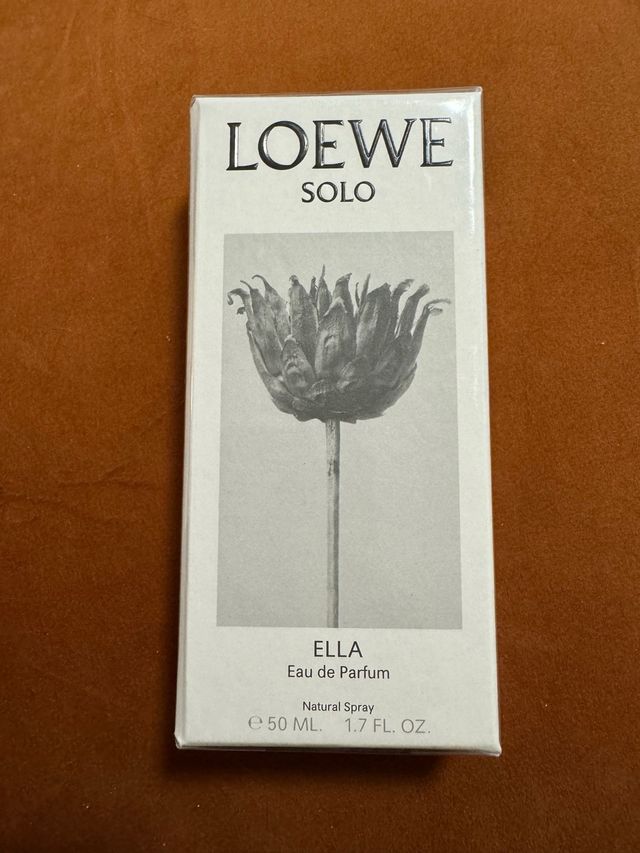 LOEWE
SOLO
ELLA
Eau de Parfum
Natural Spray
℮ 50 ML. 1.7 FL. OZ.